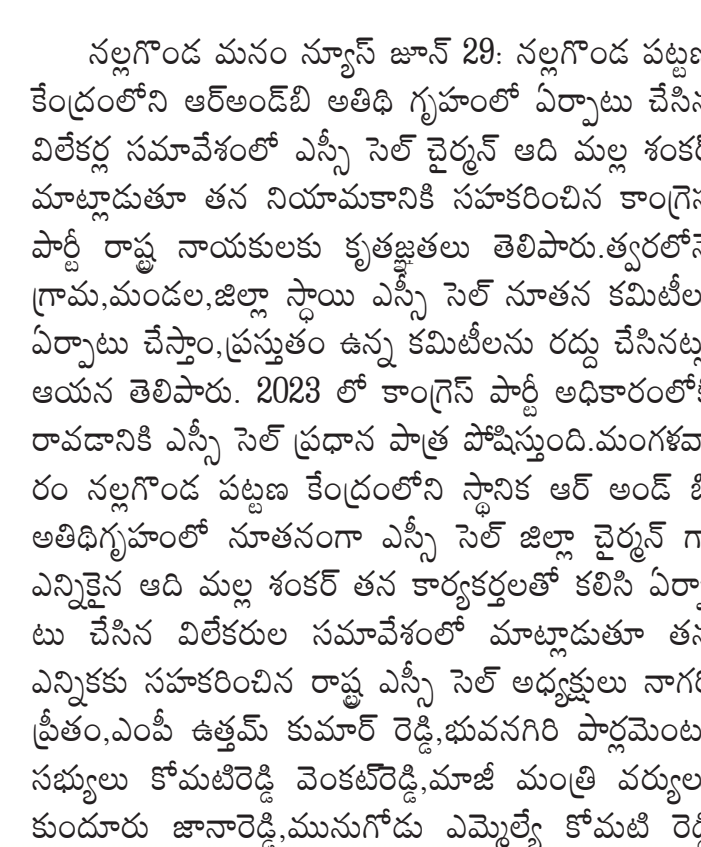 నల్లగొండ మనం న్యూస్ జూన్ 29: నల్లగొండ పట్టణ
కేంద్రంలోని ఆర్అండ్‌బి అతిథి గృహంలో ఏర్పాటు చేసిన
విలేకర్ల సమావేశంలో ఎస్సీ సెల్ చైర్మన్ ఆది మల్ల శంకర్
మాట్లాడుతూ తన నియామకానికి సహకరించిన కాంగ్రెస్
పార్టీ రాష్ట్ర నాయకులకు కృతజ్ఞతలు తెలిపారు.త్వరలోనే
గ్రామ,మండల,జిల్లా స్థాయి ఎస్సీ సెల్ నూతన కమిటీల
ఏర్పాటు చేస్తాం,ప్రస్తుతం ఉన్న కమిటీలను రద్దు చేసినట్లు
ఆయన తెలిపారు. 2023 లో కాంగ్రెస్ పార్టీ అధికారంలోకి
రావడానికి ఎస్సీ సెల్ ప్రధాన పాత్ర పోషిస్తుంది.మంగళవా
రం నల్లగొండ పట్టణ కేంద్రంలోని స్థానిక ఆర్ అండ్ బి
అతిథిగృహంలో నూతనంగా ఎస్సీ సెల్ జిల్లా చైర్మన్ గా
ఎన్నికైన ఆది మల్ల శంకర్ తన కార్యకర్తలతో కలిసి ఏర్పా
టు చేసిన విలేకరుల సమావేశంలో మాట్లాడుతూ తన
ఎన్నికకు సహకరించిన రాష్ట్ర ఎస్సీ సెల్ అధ్యక్షులు నాగరి
ప్రీతం,ఎంపీ ఉత్తమ్ కుమార్ రెడ్డి,భువనగిరి పార్లమెంటు
సభ్యులు కోమటిరెడ్డి వెంకట్‌రెడ్డి,మాజీ మంత్రి వర్యులు
కుందూరు జానారెడ్డి,మునుగోడు ఎమ్మెల్యే కోమటి రెడ్డి